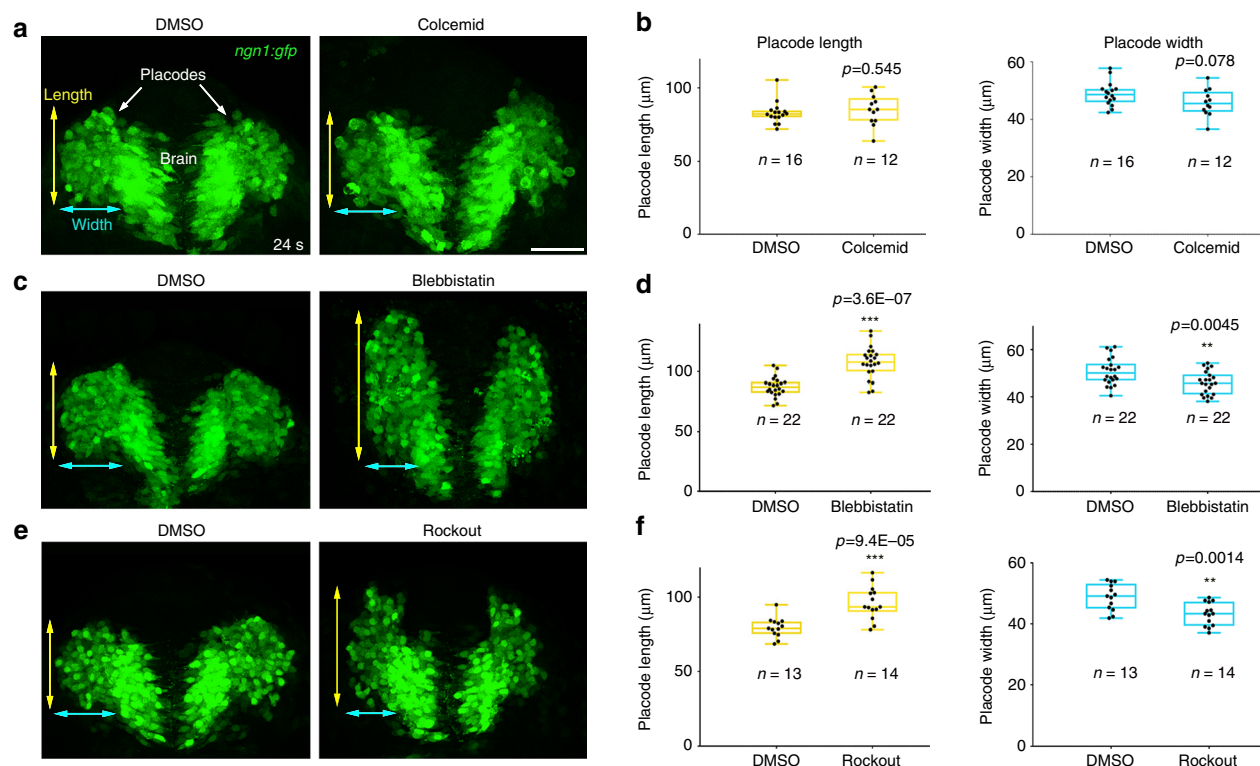 a
DMSO
Colcemid
ngn1:gfp
Placodes
Length
Brain
Width
24 s
b
Placode length
Placode width
Placode length (μm)
100
50
0
p=0.545
n = 16
n = 12
DMSO
Colcemid
Placode width (μm)
60
40
20
0
p=0.078
n = 16
n = 12
DMSO
Colcemid
c
DMSO
Blebbistatin
d
Placode length (μm)
100
50
0
p=3.6E–07
***
n = 22
n = 22
DMSO
Blebbistatin
Placode width (μm)
60
40
20
0
p=0.0045
**
n = 22
n = 22
DMSO
Blebbistatin
e
DMSO
Rockout
f
Placode length (μm)
100
50
0
p=9.4E–05
***
n = 13
n = 14
DMSO
Rockout
Placode width (μm)
60
40
20
0
p=0.0014
**
n = 13
n = 14
DMSO
Rockout